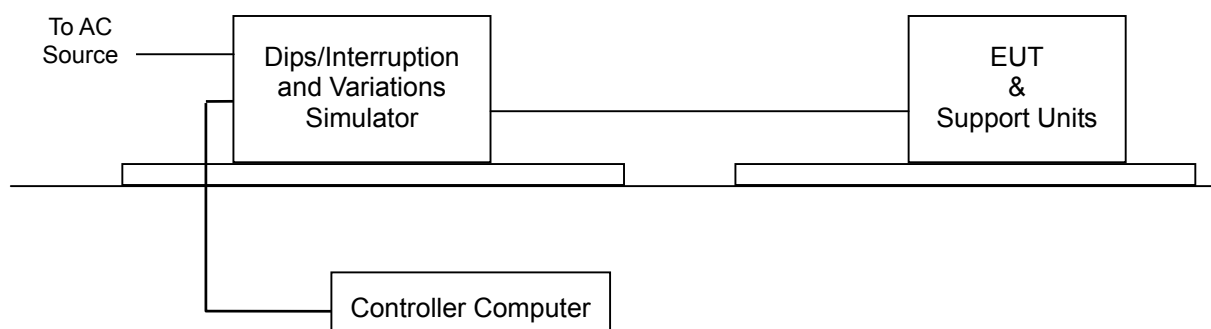 To AC
Source
Dips/Interruption
and Variations
Simulator
EUT
&
Support Units
Controller Computer